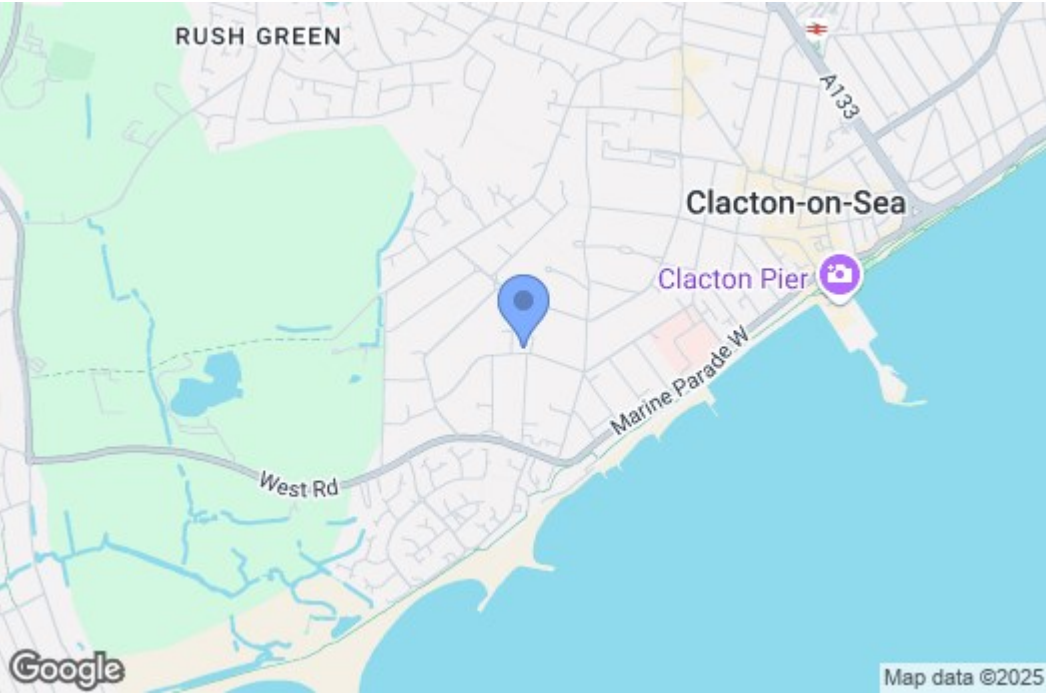 RUSH GREEN
A133
Clacton-on-Sea
Clacton Pier
Marine Parade W
West Rd
Google
Map data ©2025